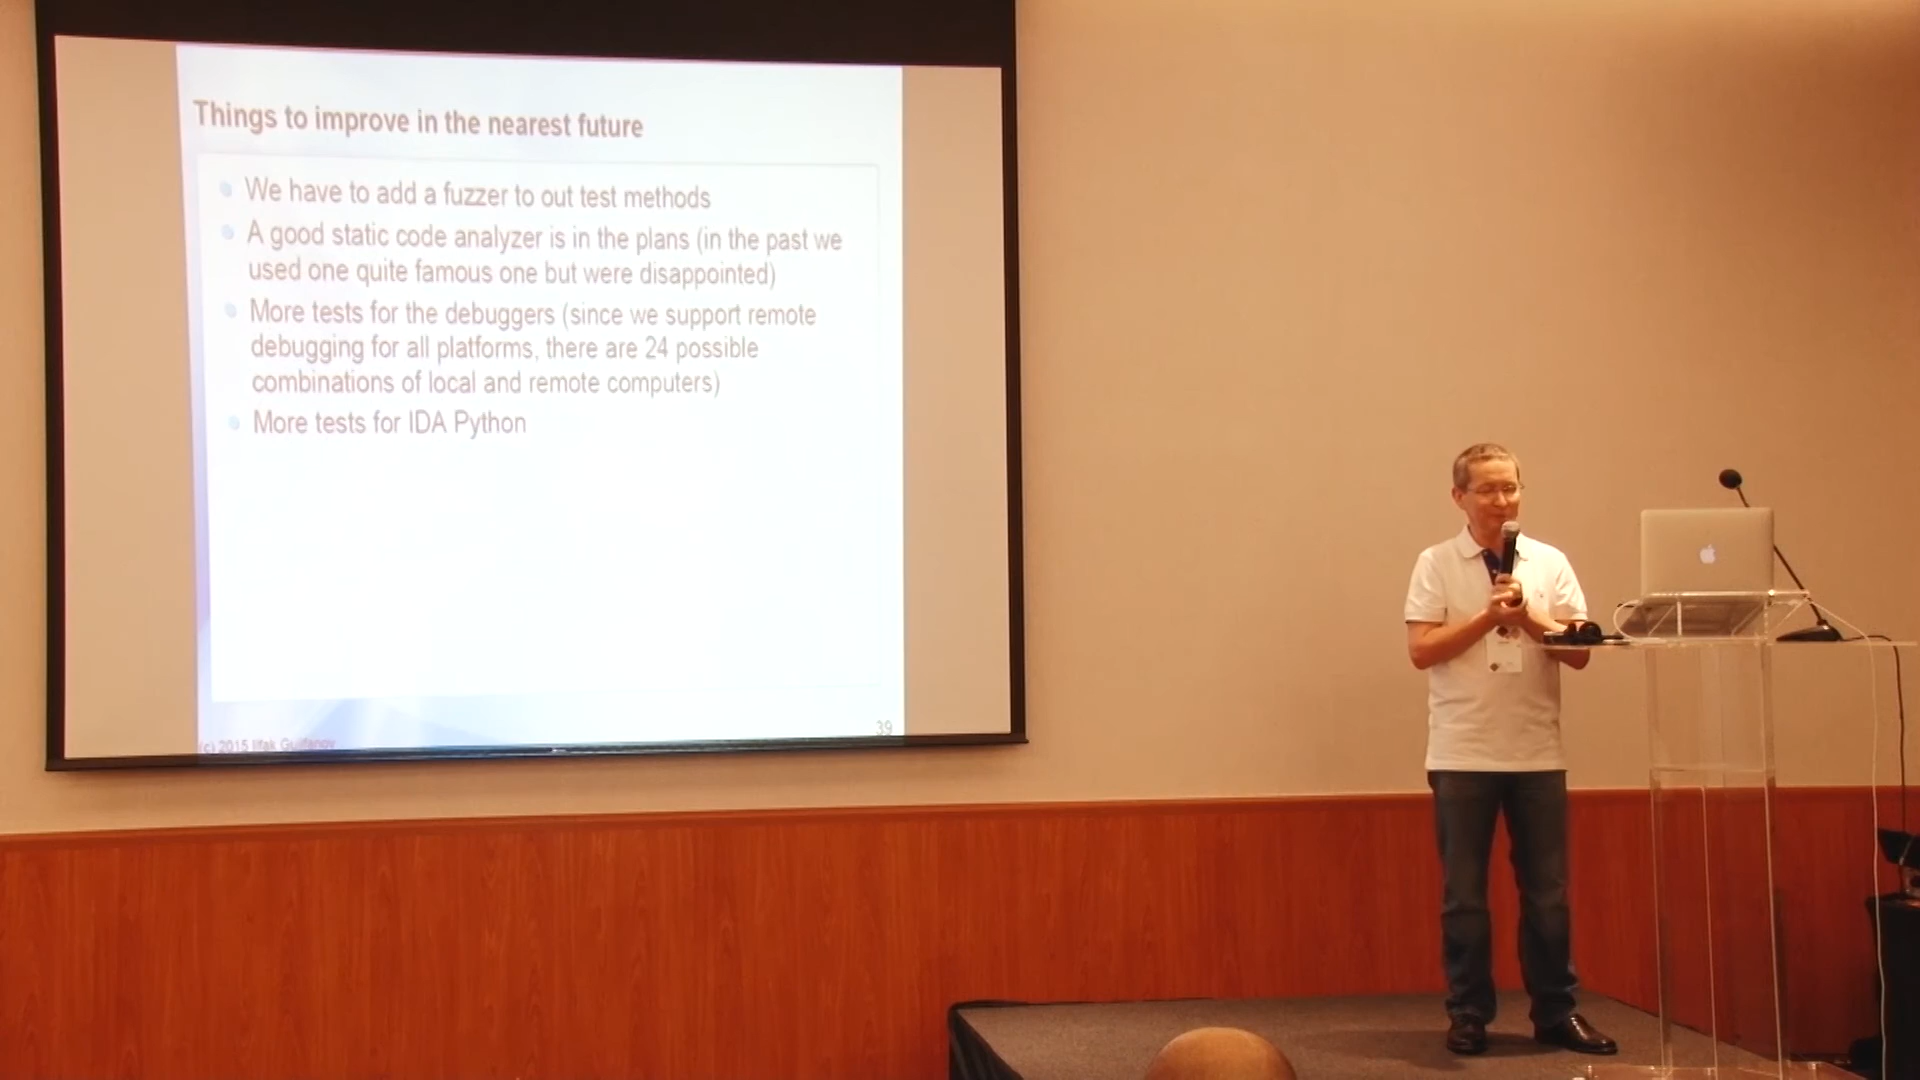 Things to improve in the nearest future
We have to add a fuzzer to out test methods
A good static code analyzer is in the plans (in the past we
used one quite famous one but were disappointed)
More tests for the debuggers (since we support remote
debugging for all platforms, there are 24 possible
combinations of local and remote computers)
More tests for IDA Python
39
(c) 2015 Ilfak Guilfanov